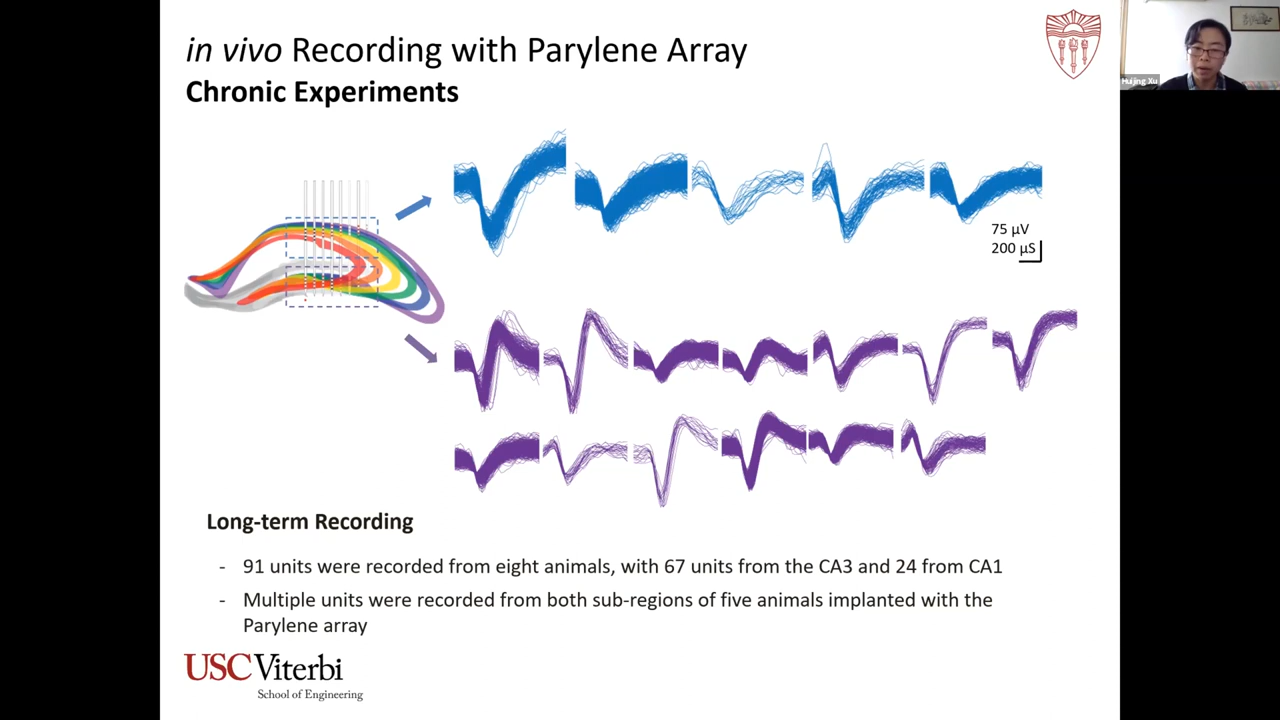 in vivo Recording with Parylene Array
Chronic Experiments
Huijing Xu
75 µV
200 µS
Long-term Recording
- 91 units were recorded from eight animals, with 67 units from the CA3 and 24 from CA1
- Multiple units were recorded from both sub-regions of five animals implanted with the
Parylene array
USC Viterbi
School of Engineering